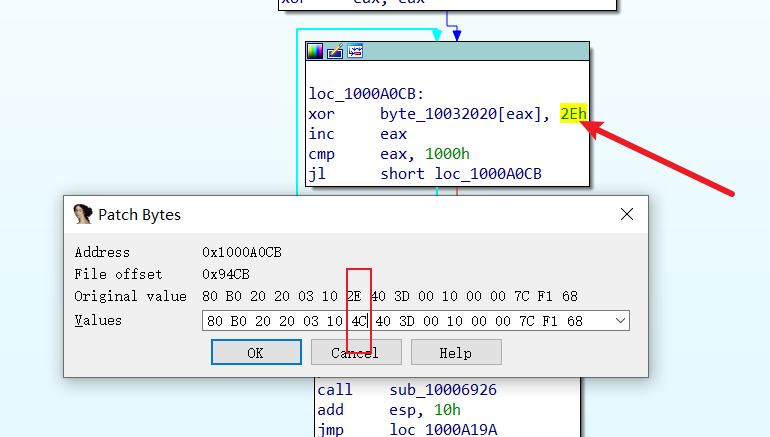 xor     eax, eax
loc_1000A0CB:
xor     byte_10032020[eax], 2Eh
inc     eax
cmp     eax, 1000h
jl      short loc_1000A0CB
Patch Bytes
Address 0x1000A0CB
File offset 0x94CB
Original value 80 B0 20 20 03 10 2E 40 3D 00 10 00 00 7C F1 68
Values 80 B0 20 20 03 10 4C 40 3D 00 10 00 00 7C F1 68
OK Cancel Help
call    sub_10006926
add     esp, 10h
jmp     loc_1000A19A